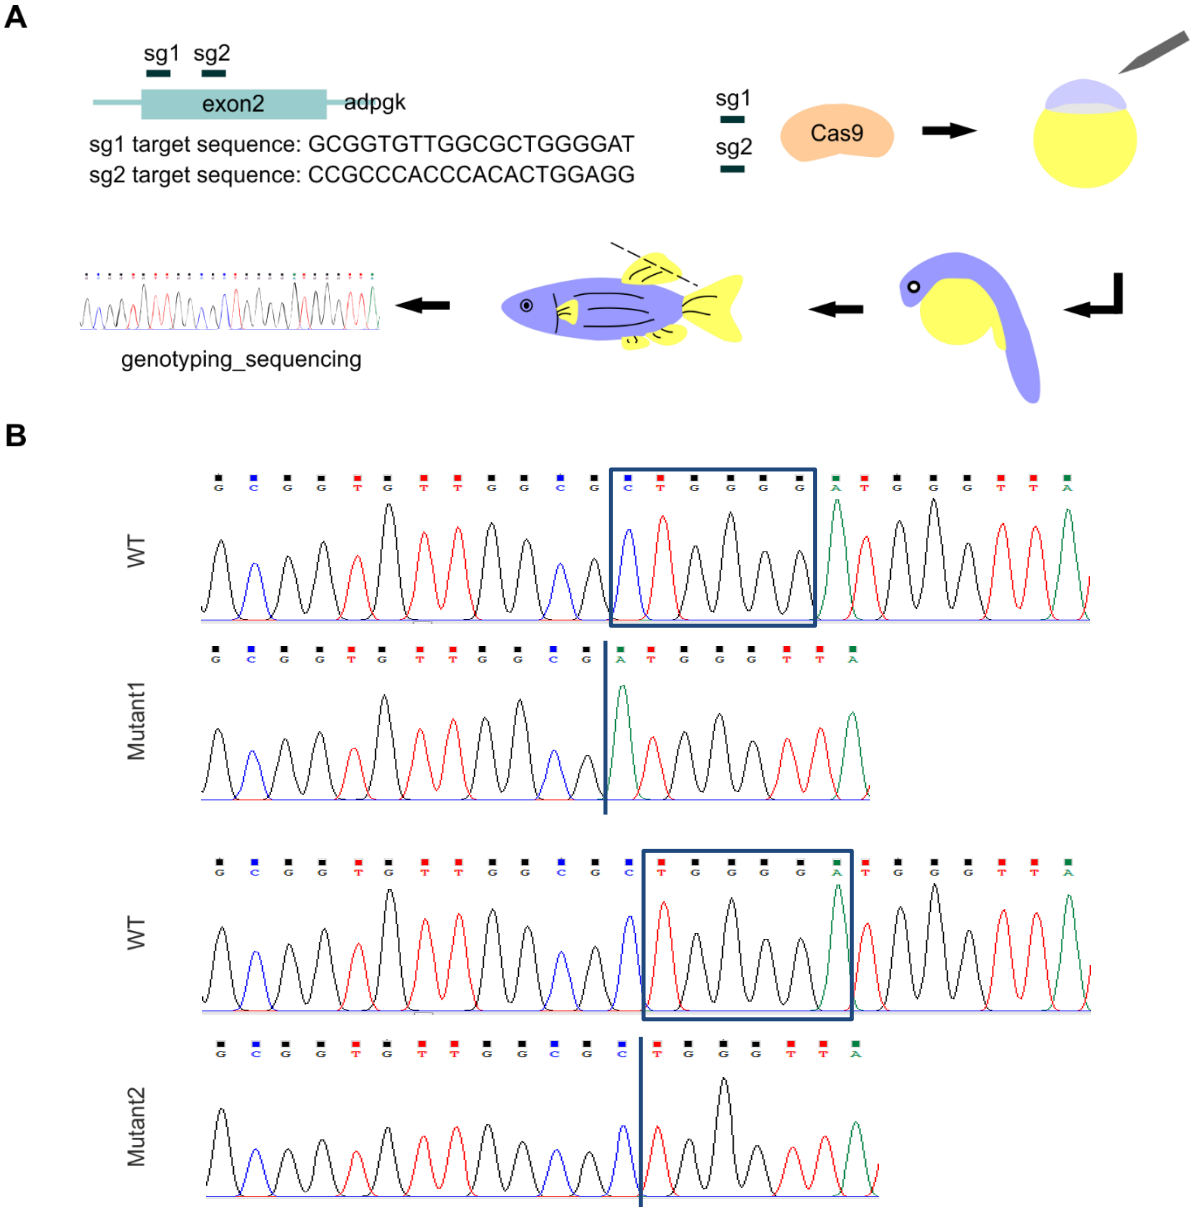 A
sg1 sg2
exon2
adpgk
sg1 target sequence: GCGGTGTTGGCGCTGGGGAT
sg2 target sequence: CCGCCCACCCACACTGGAGG
sg1
sg2
Cas9
genotyping_sequencing
B
WT
G C G G T G T T G G C G C T G G G G A T G G G T T A
Mutant1
G C G G T G T T G G C G A T G G G T T A
WT
G C G G T G T T G G C G C T G G G G A T G G G T T A
Mutant2
G C G G T G T T G G C G C T G G G T T A